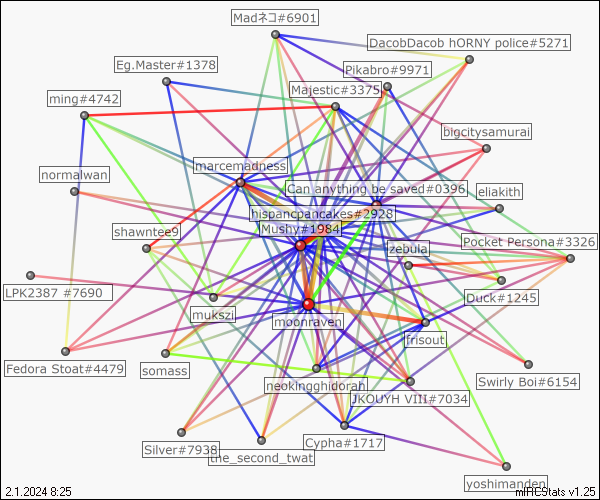 Madネコ#6901
DacobDacob hORNY police#5271
Eg.Master#1378
Pikabro#9971
Majestic#3375
ming#4742
bigcitysamurai
marcemadness
normalwan
Can anything be saved#0396
eliakith
hispancpancakes#2928
Mushy#1984
shawntee9
zebula
Pocket Persona#3326
LPK2387 #7690
Duck#1245
mukszi
moonraven
frisout
Fedora Stoat#4479
somass
neokingghidorah
Swirly Boi#6154
JKOUYH VIII#7034
Silver#7938
Cypha#1717
the_second_twat
yoshimanden
2.1.2024 8:25
mIRCStats v1.25